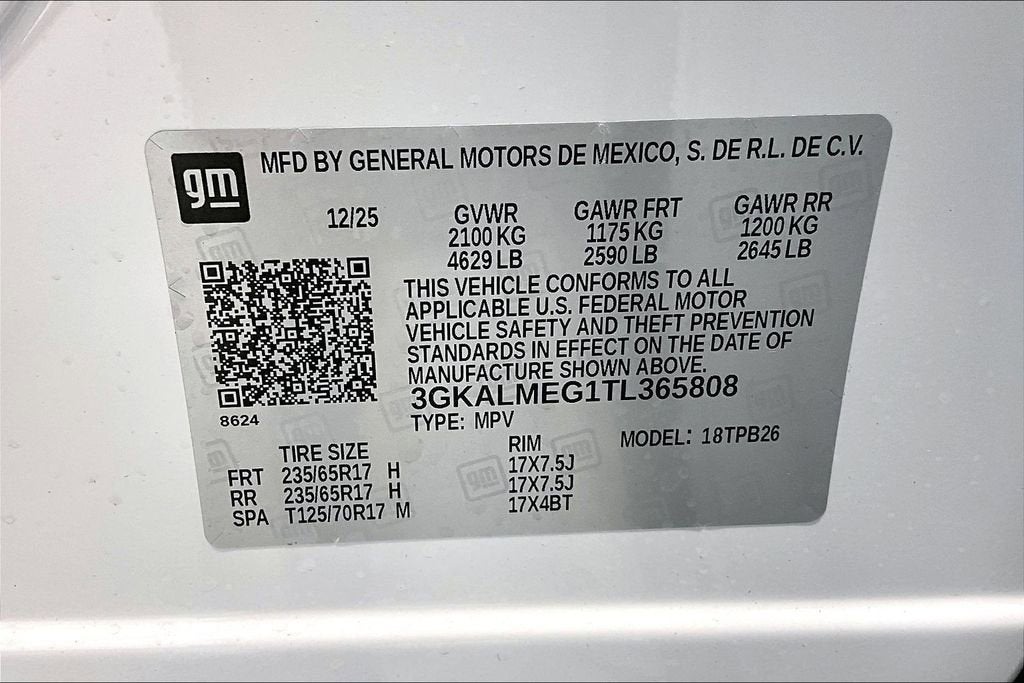 gm MFD BY GENERAL MOTORS DE MEXICO, S. DE R.L. DE C.V.
12/25 GVWR GAWR FRT GAWR RR
2100 KG 1175 KG 1200 KG
4629 LB 2590 LB 2645 LB
THIS VEHICLE CONFORMS TO ALL
APPLICABLE U.S. FEDERAL MOTOR
VEHICLE SAFETY AND THEFT PREVENTION
STANDARDS IN EFFECT ON THE DATE OF
MANUFACTURE SHOWN ABOVE.
3GKALMEG1TL365808
8624
TYPE: MPV
MODEL: 18TPB26
TIRE SIZE RIM
FRT 235/65R17 H 17X7.5J
RR 235/65R17 H 17X7.5J
SPA T125/70R17 M 17X4BT